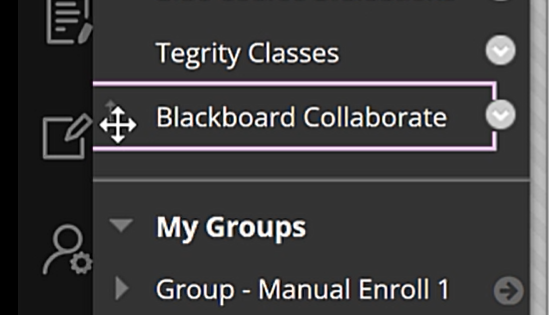 Tegrity Classes
Blackboard Collaborate
My Groups
Group - Manual Enroll 1